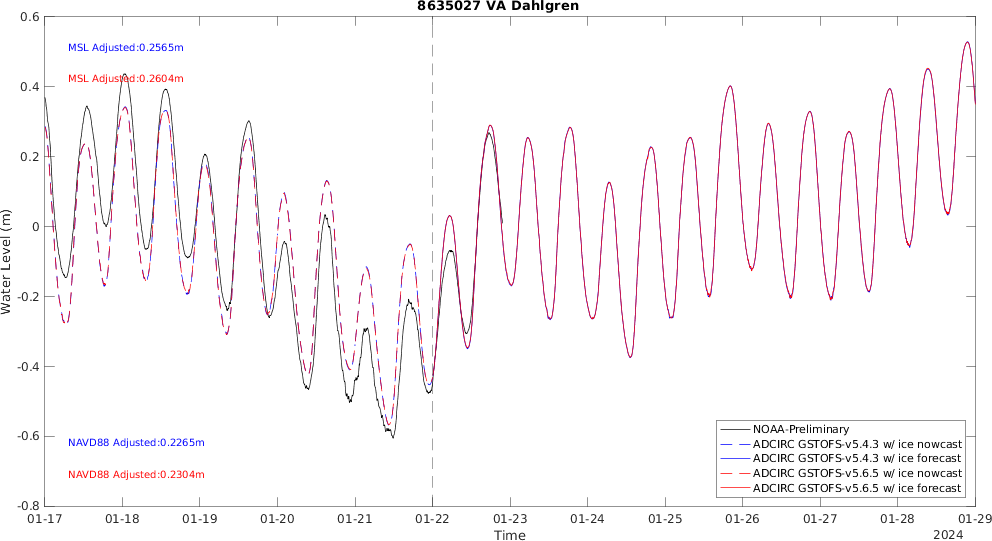 8635027 VA Dahlgren
0.6
0.4
0.2
0
-0.2
-0.4
-0.6
-0.8
Water Level (m)
MSL Adjusted:0.2565m
MSL Adjusted:0.2604m
NAVD88 Adjusted:0.2265m
NAVD88 Adjusted:0.2304m
NOAA-Preliminary
ADCIRC GSTOFS-v5.4.3 w/ ice nowcast
ADCIRC GSTOFS-v5.4.3 w/ ice forecast
ADCIRC GSTOFS-v5.6.5 w/ ice nowcast
ADCIRC GSTOFS-v5.6.5 w/ ice forecast
01-17 01-18 01-19 01-20 01-21 01-22 01-23 01-24 01-25 01-26 01-27 01-28 01-29
Time
2024